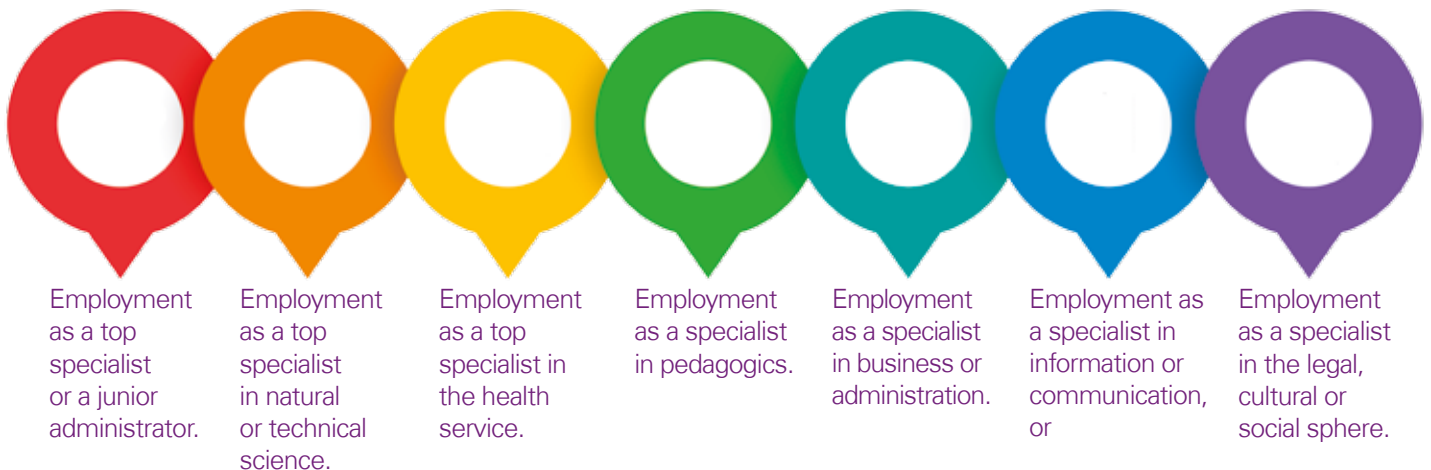 Employment
as a top
specialist
or a junior
administrator.
Employment
as a top
specialist
in natural
or technical
science.
Employment
as a top
specialist in
the health
service.
Employment
as a specialist
in pedagogics.
Employment
as a specialist
in business or
administration.
Employment as
a specialist in
information or
communication,
or
Employment
as a specialist
in the legal,
cultural or
social sphere.